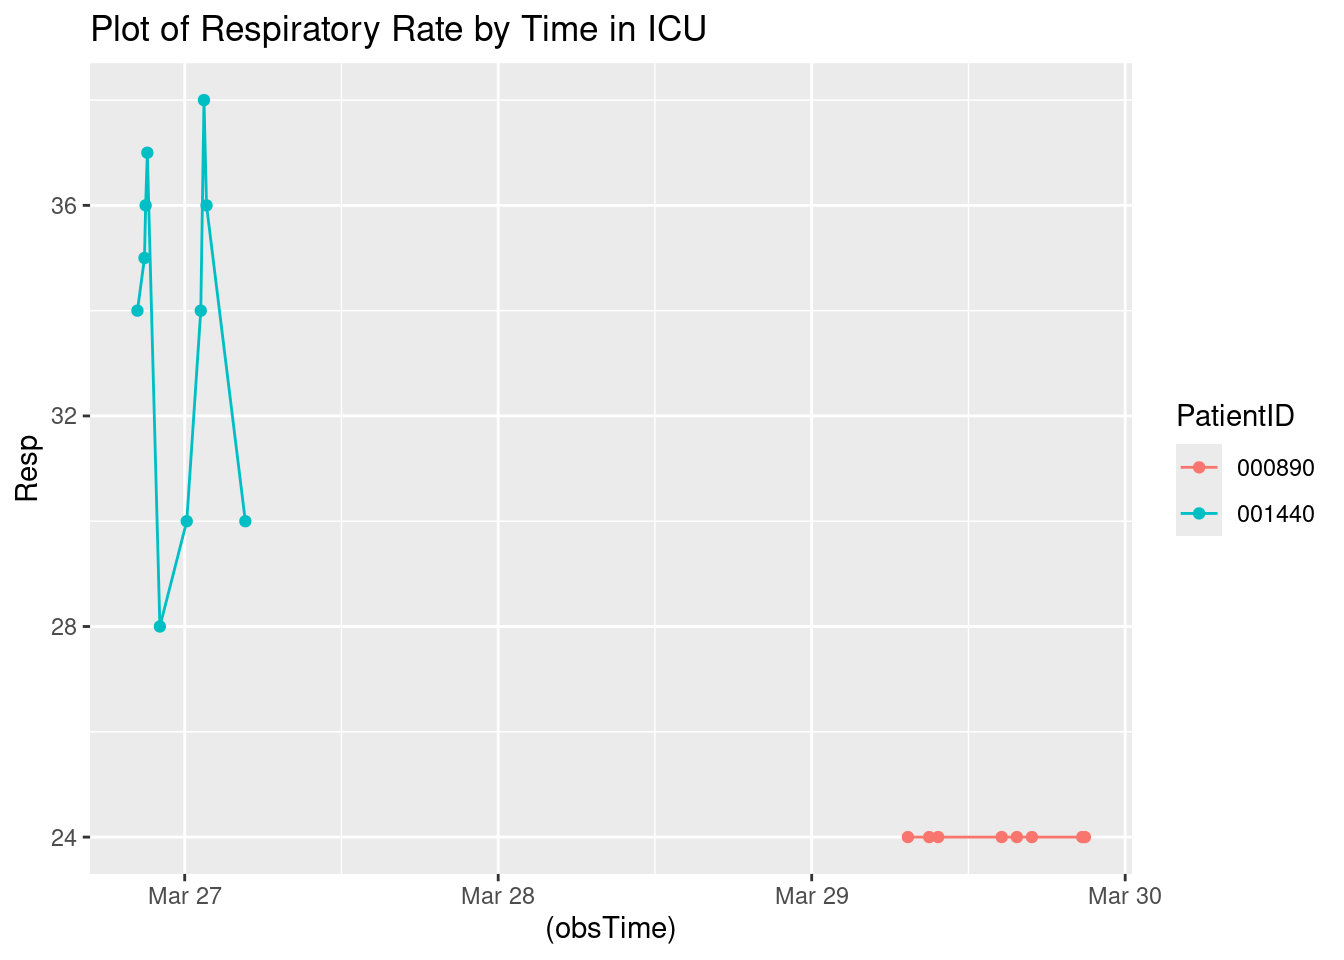 Plot of Respiratory Rate by Time in ICU
Resp
36
32
28
24
Mar 27
Mar 28
Mar 29
Mar 30
(obsTime)
PatientID
000890
001440